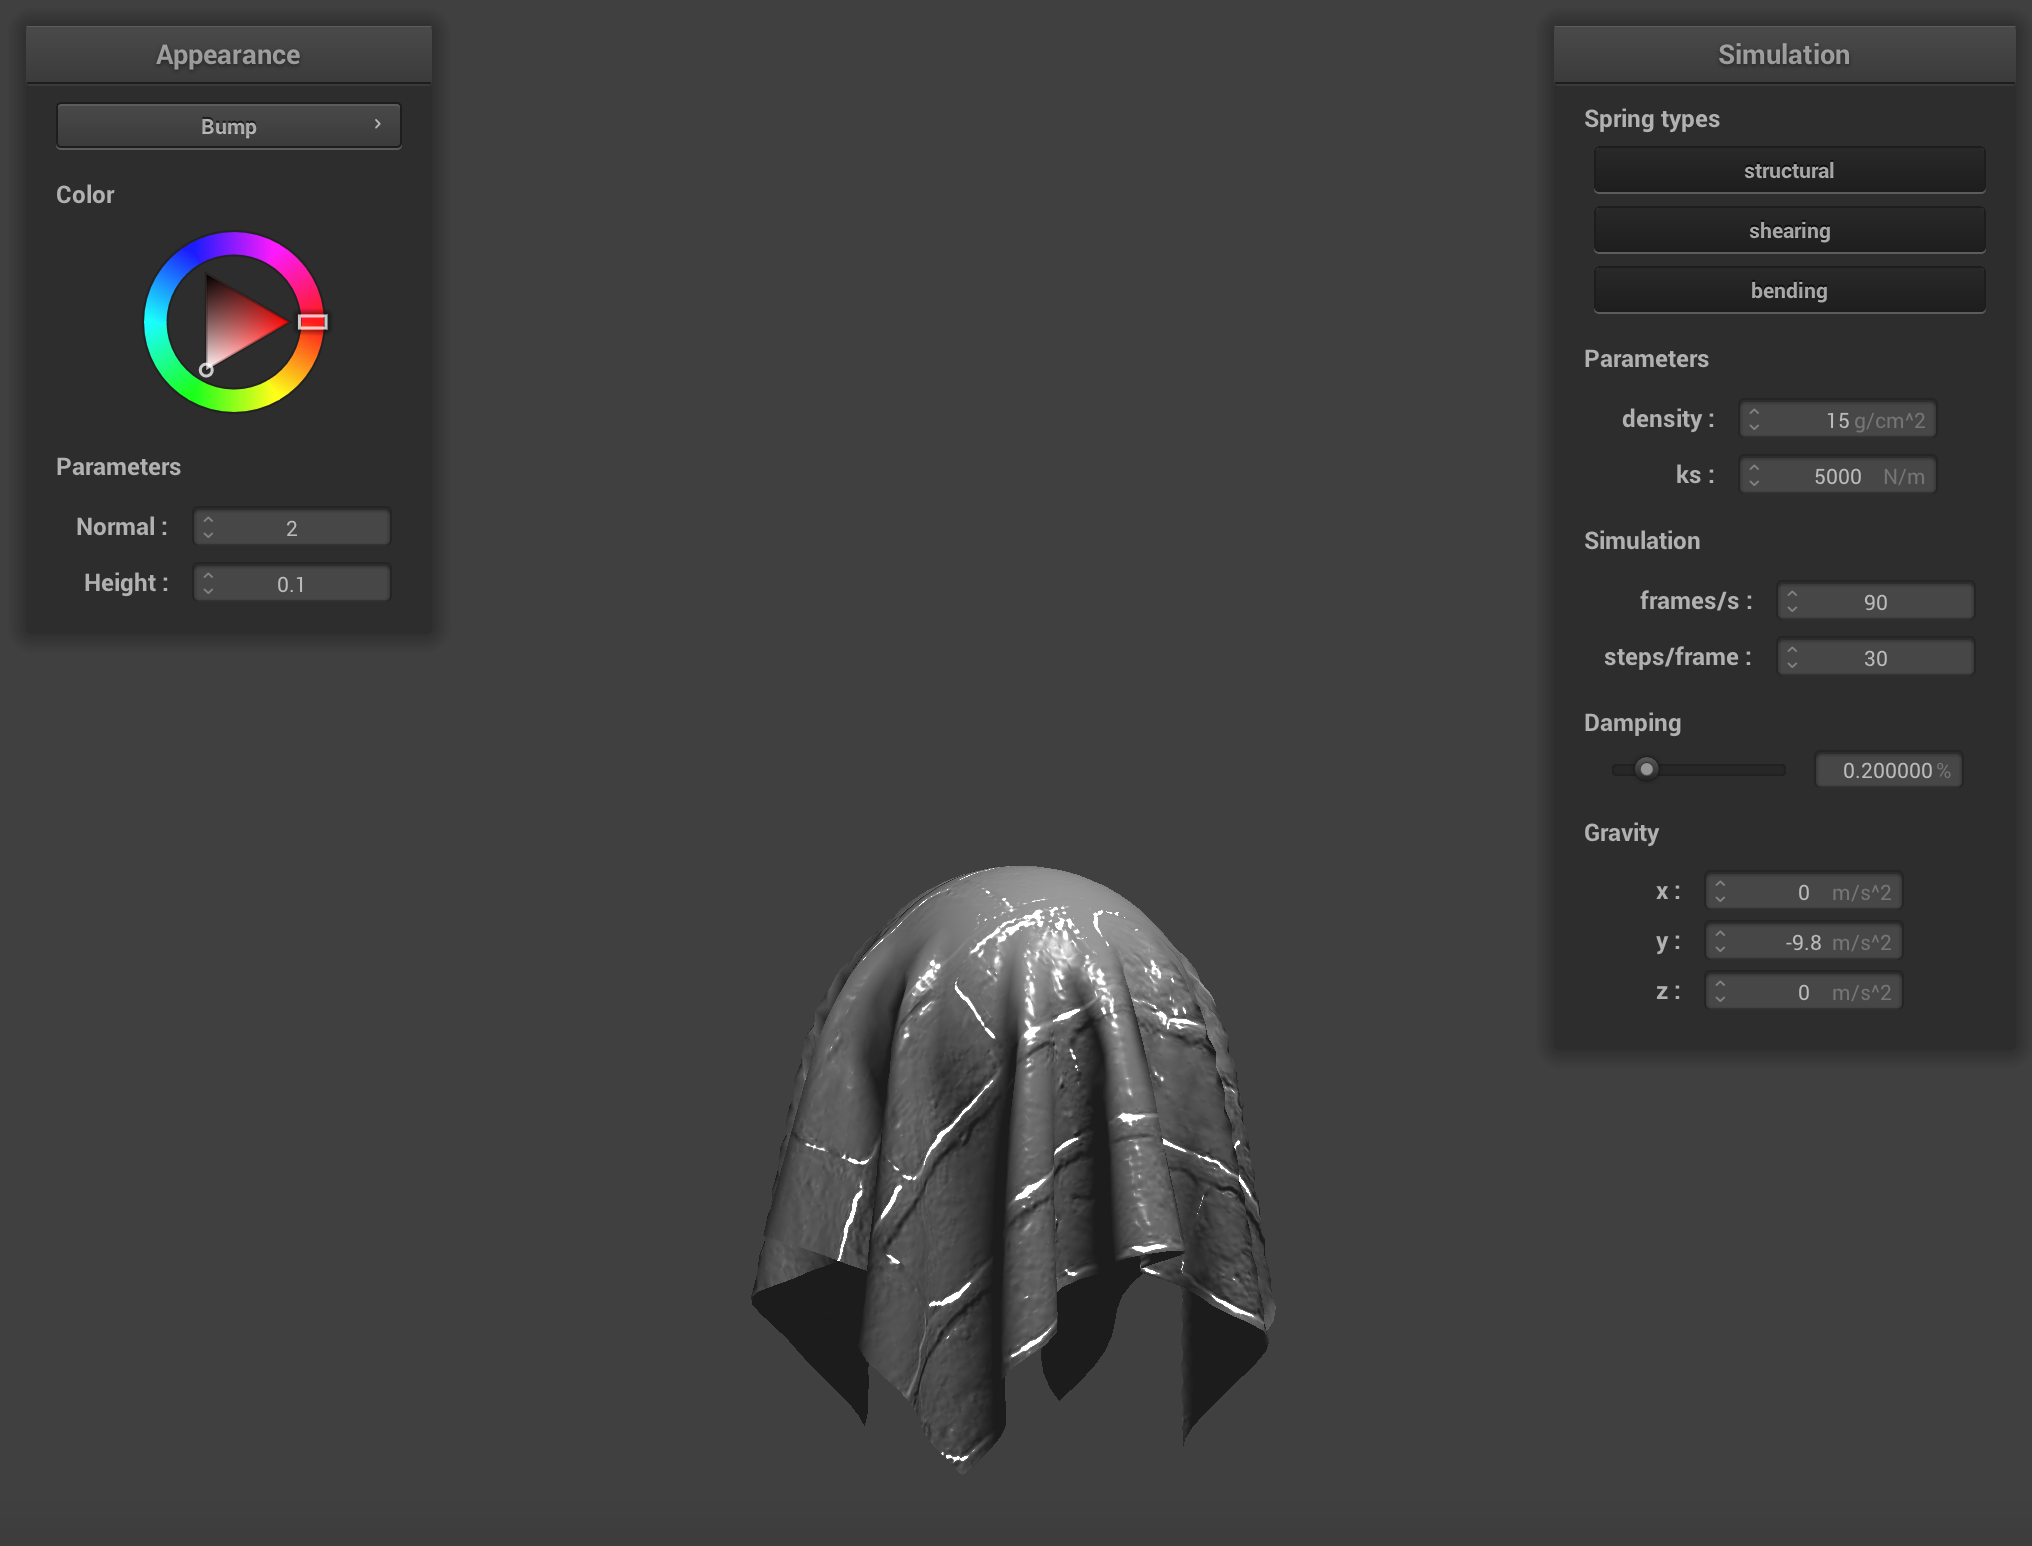 Appearance
Bump
Color
Parameters
Normal :
2
Height :
0.1
Simulation
Spring types
structural
shearing
bending
Parameters
density :
15 g/cm^2
ks :
5000 N/m
Simulation
frames/s :
90
steps/frame :
30
Damping
0.200000 %
Gravity
x :
0 m/s^2
y :
-9.8 m/s^2
z :
0 m/s^2